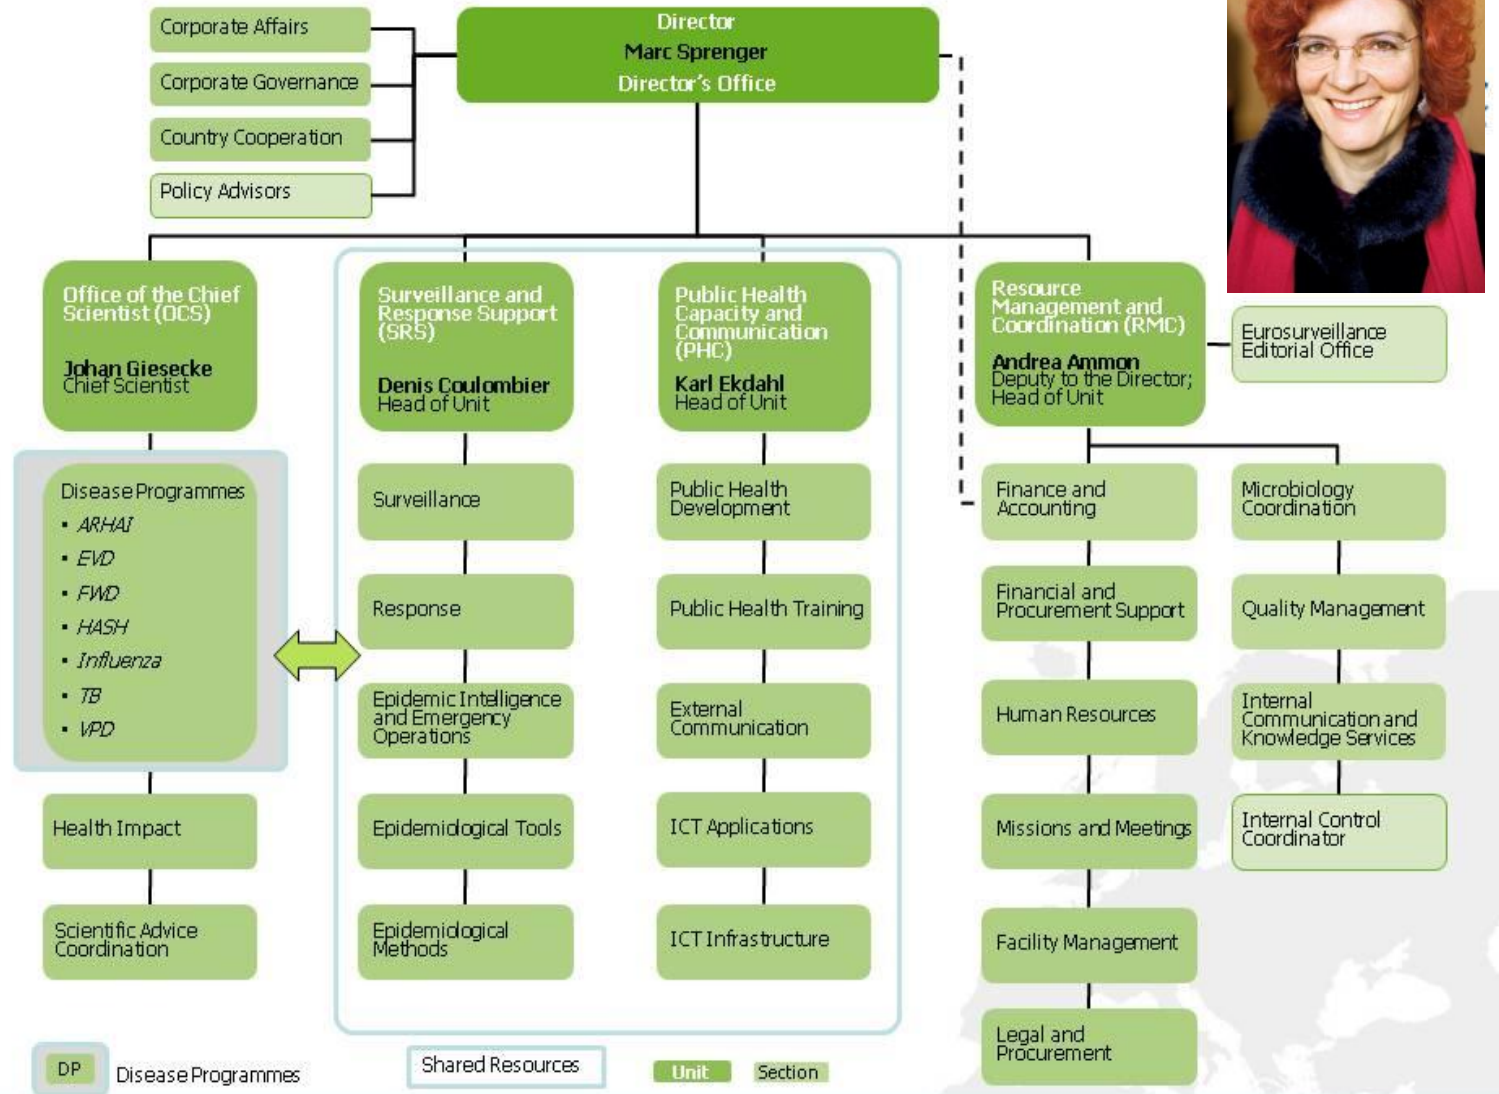 Corporate Affairs
Corporate Governance
Country Cooperation
Policy Advisors
Director
Marc Sprenger
Director's Office
Office of the Chief
Scientist (OCS)
Johan Giesecke
Chief Scientist
Surveillance and
Response Support
(SRS)
Denis Coulombier
Head of Unit
Public Health
Capacity and
Communication
(PHC)
Karl Ekdahl
Head of Unit
Resource
Management and
Coordination (RMC)
Andrea Ammon
Deputy to the Director;
Head of Unit
Eurosurveillance
Editorial Office
Disease Programmes
▪ ARHAI
▪ EVD
▪ FWD
▪ HASH
▪ Influenza
▪ TB
▪ VPD
Health Impact
Scientific Advice
Coordination
Surveillance
Response
Epidemic Intelligence
and Emergency
Operations
Epidemiological Tools
Epidemiological
Methods
Public Health
Development
Public Health Training
External
Communication
ICT Applications
ICT Infrastructure
Finance and
Accounting
Financial and
Procurement Support
Human Resources
Missions and Meetings
Facility Management
Legal and
Procurement
Microbiology
Coordination
Quality Management
Internal
Communication and
Knowledge Services
Internal Control
Coordinator
DP
Disease Programmes
Shared Resources
Unit
Section